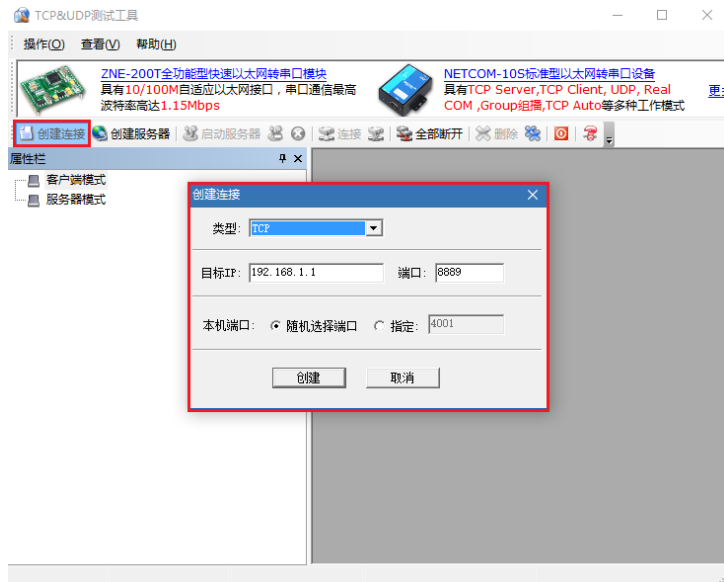 TCP&UDP测试工具
操作(O) 查看(V) 帮助(H)
ZNE-200T全功能型快速以太网转串口模块
具有10/100M自适应以太网接口，串口通信最高
波特率高达1.15Mbps
NETCOM-10S标准型以太网转串口设备
具有TCP Server,TCP Client, UDP, Real
COM ,Group组播,TCP Auto等多种工作模式
创建连接 创建服务器 启动服务器 连接 全部断开 删除
属性栏
客户端模式
服务器模式
创建连接
类型: TCP
目标IP: 192.168.1.1 端口: 8889
本机端口: 随机选择端口 指定: 4001
创建 取消